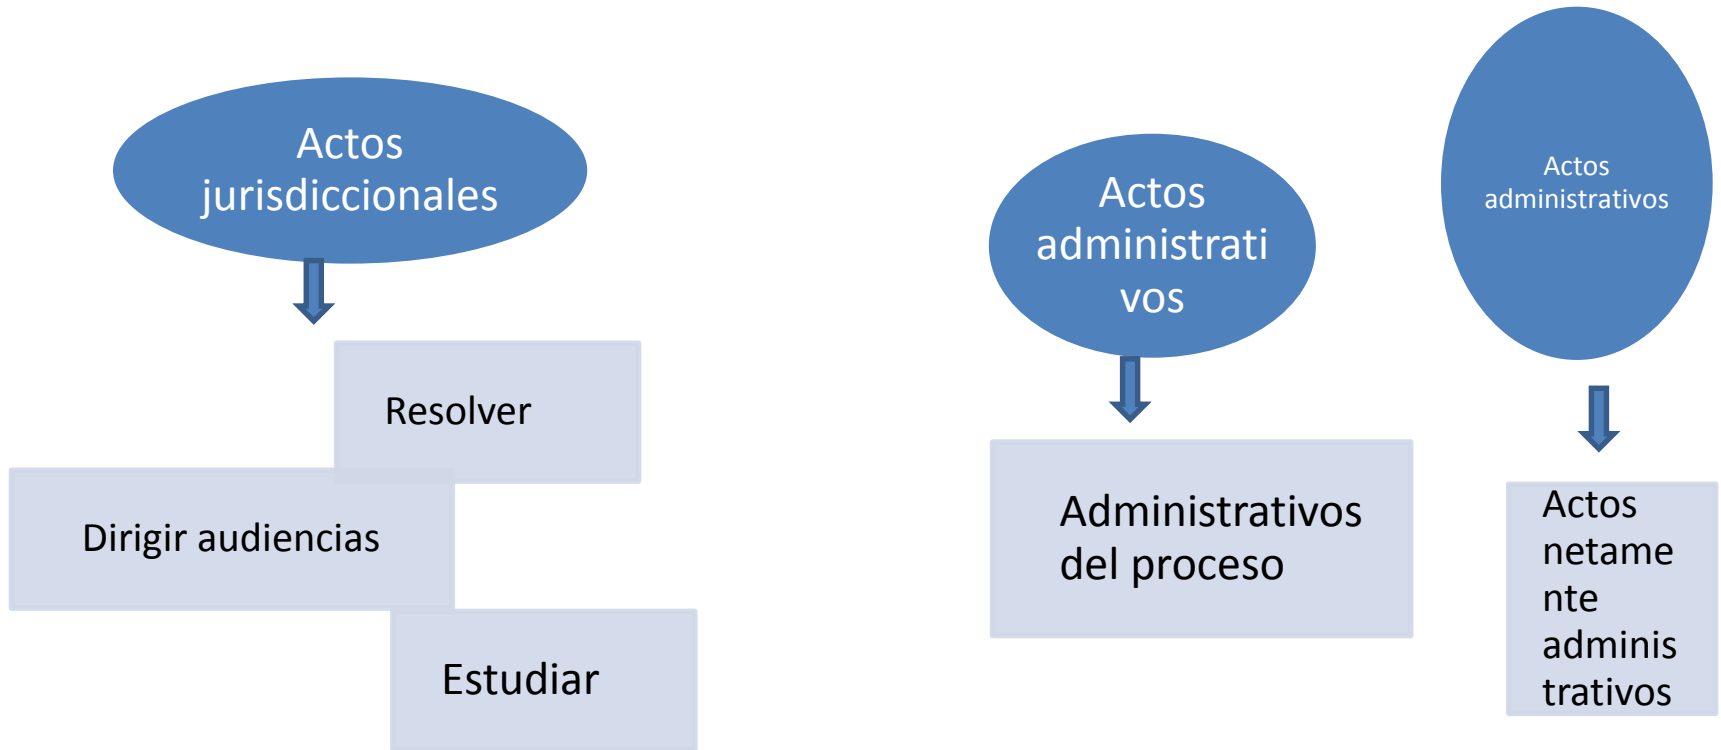 Actos
jurisdiccionales
Resolver
Dirigir audiencias
Estudiar
Actos
administrati
vos
Administrativos
del proceso
Actos
administrativos
Actos
netame
nte
adminis
trativos